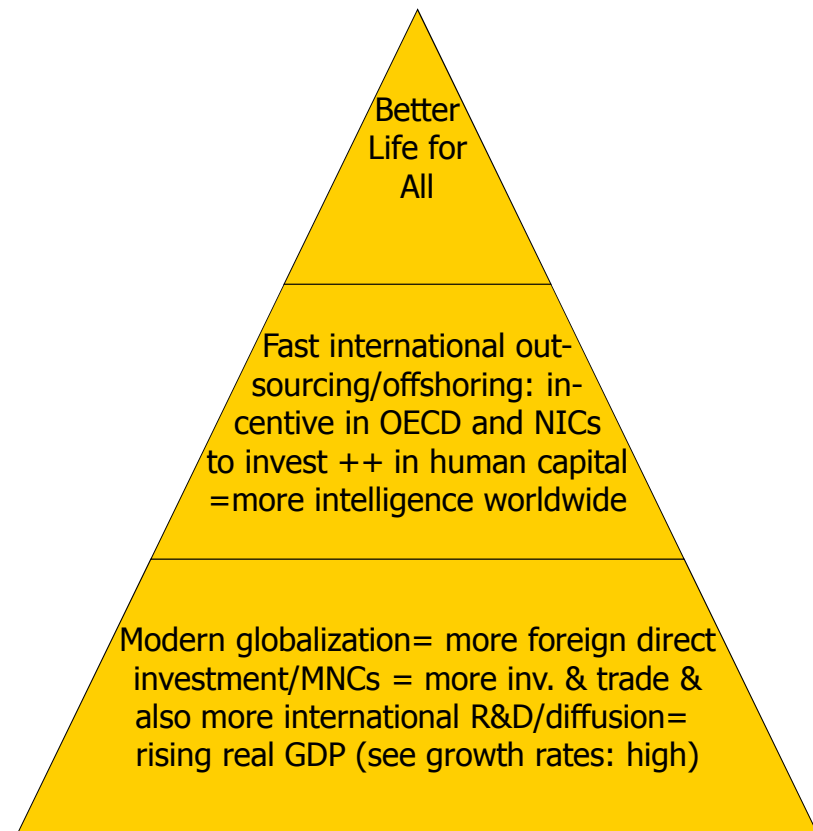 Better
Life for
All
Fast international out-
sourcing/offshoring: in-
centive in OECD and NICs
to invest ++ in human capital
=more intelligence worldwide
Modern globalization= more foreign direct
investment/MNCs = more inv. & trade &
also more international R&D/diffusion=
rising real GDP (see growth rates: high)